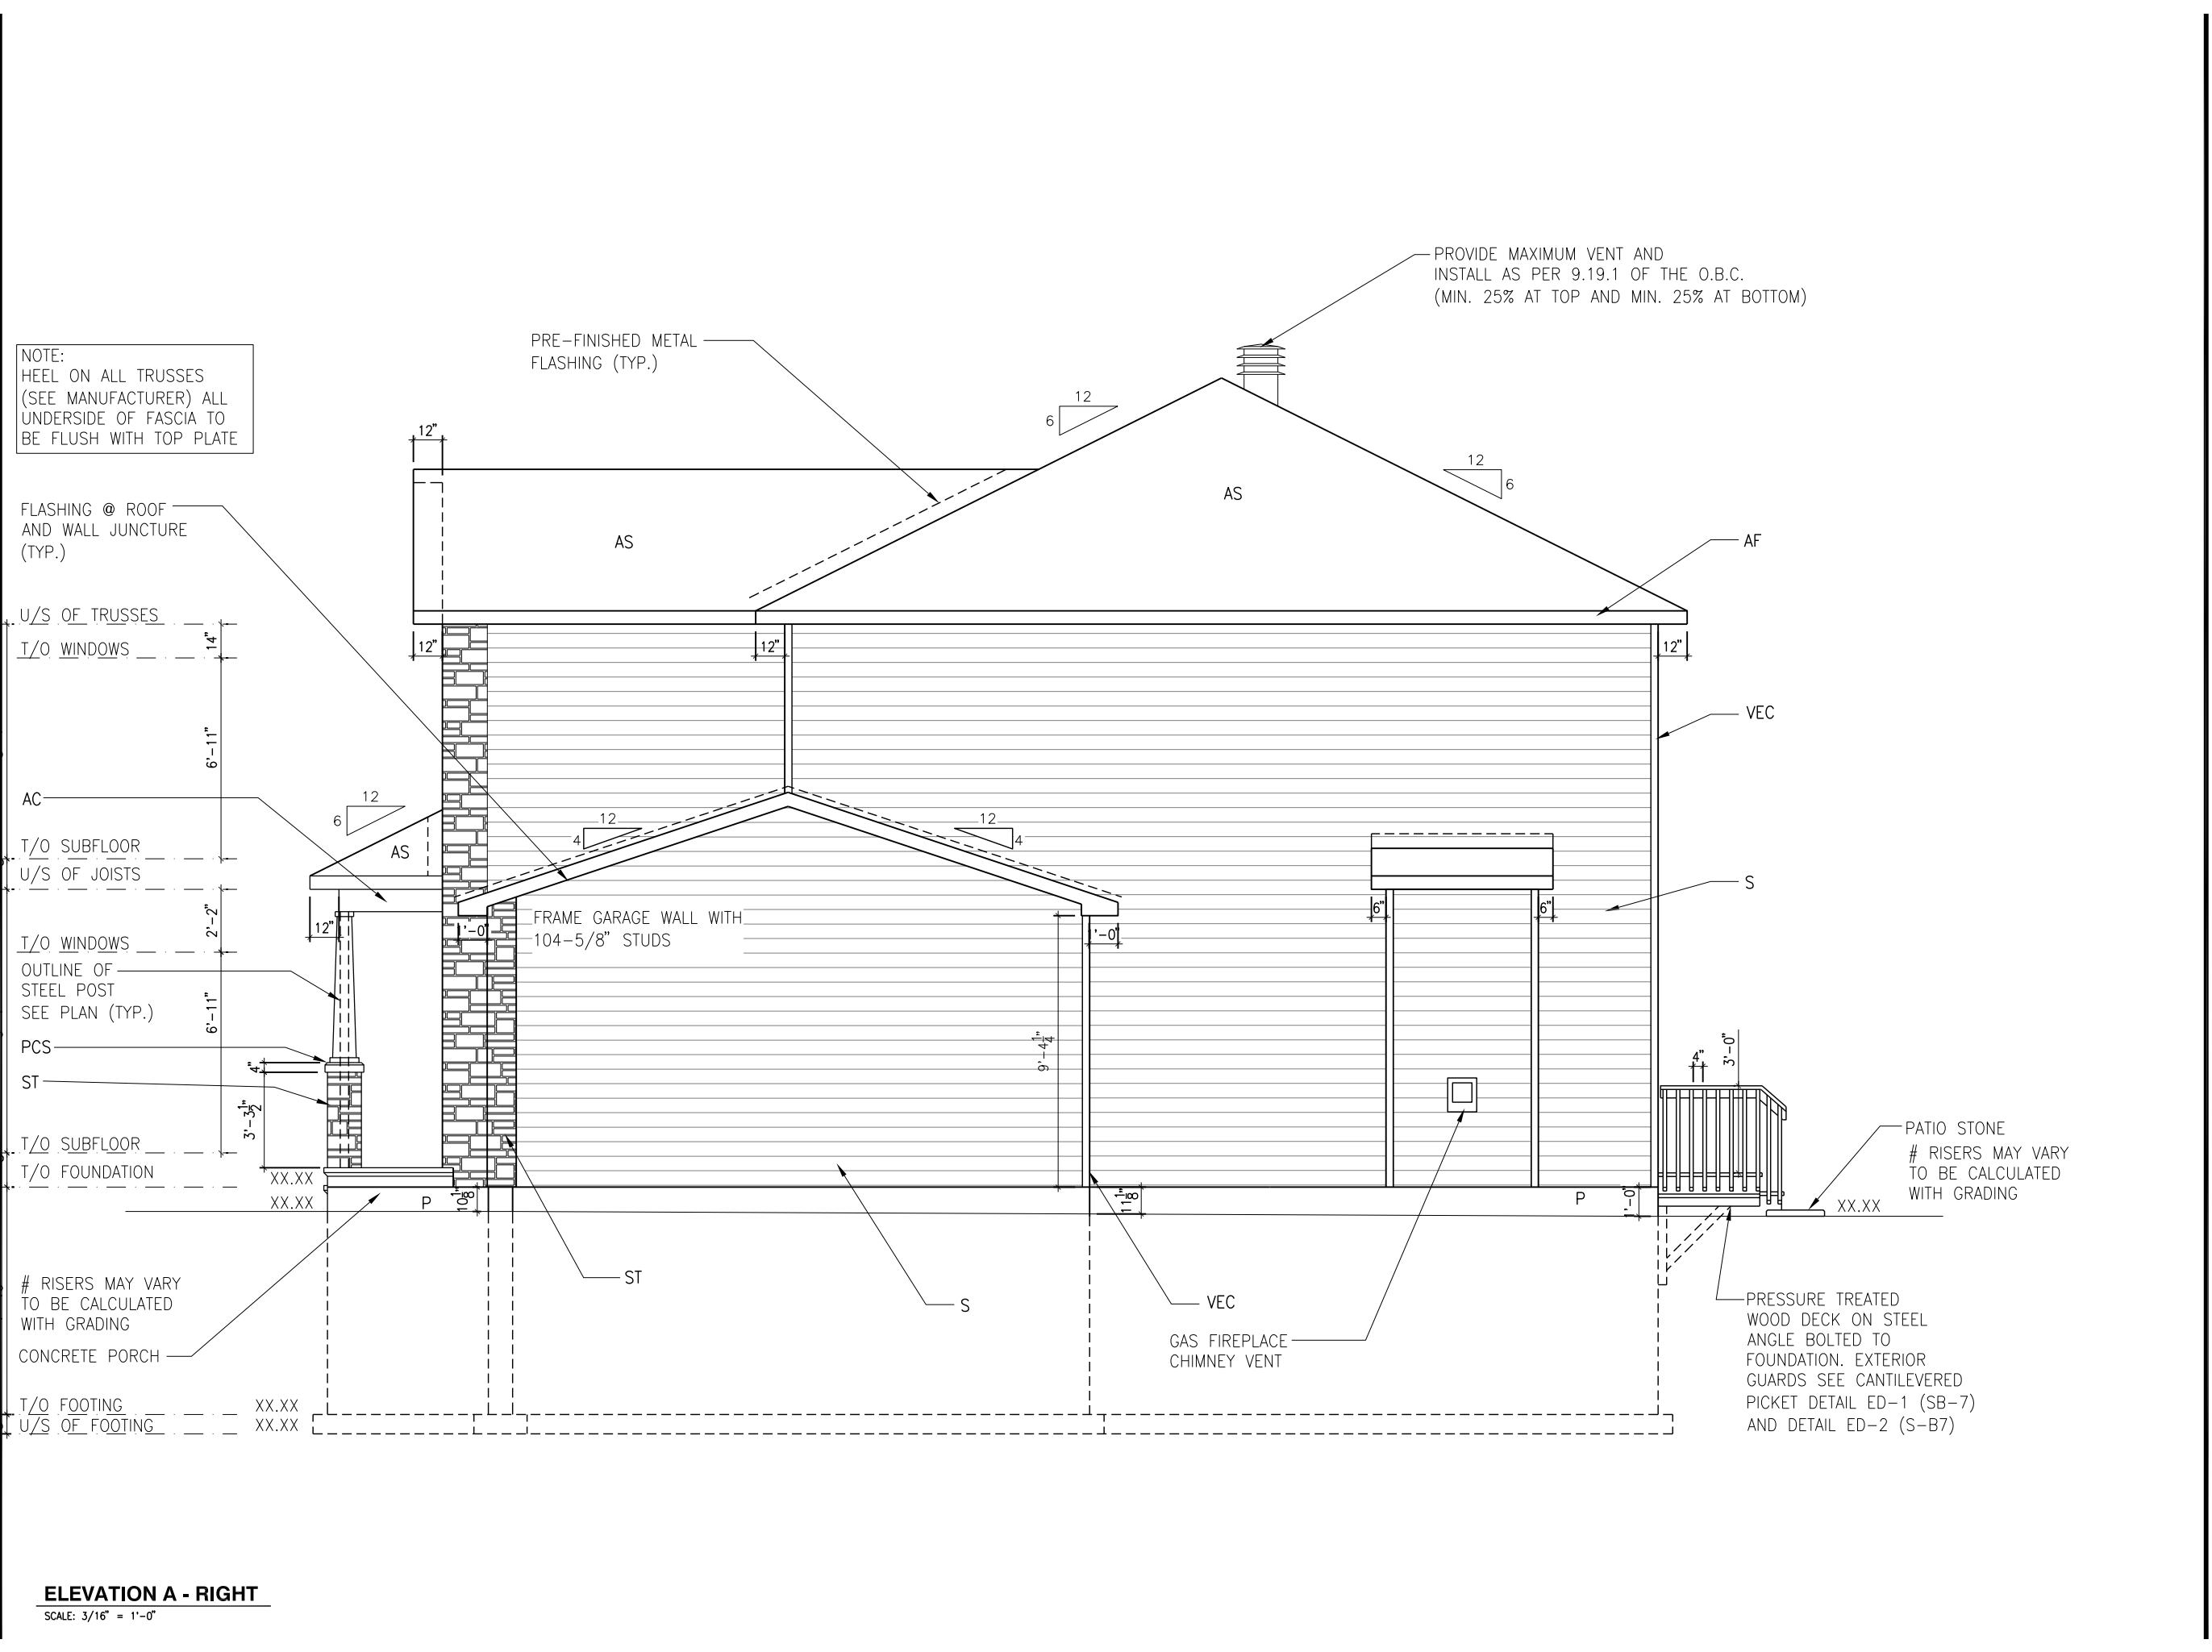 PROVIDE MAXIMUM VENT AND
INSTALL AS PER 9.19.1 OF THE O.B.C.
(MIN. 25% AT TOP AND MIN. 25% AT BOTTOM)
PRE-FINISHED METAL
FLASHING (TYP.)
NOTE:
HEEL ON ALL TRUSSES
(SEE MANUFACTURER) ALL
UNDERSIDE OF FASCIA TO
BE FLUSH WITH TOP PLATE
12
6
12"
12
6
AS
FLASHING @ ROOF
AND WALL JUNCTURE
(TYP.)
AS
AF
U/S OF TRUSSES
14"
T/O WINDOWS
12"
12"
12"
VEC
6'-11"
AC
12
6
12
4
12
4
T/O SUBFLOOR
AS
U/S OF JOISTS
S
2'-2"
12"
1'-0"
FRAME GARAGE WALL WITH
104-5/8" STUDS
1'-0"
6"
6"
T/O WINDOWS
OUTLINE OF
STEEL POST
SEE PLAN (TYP.)
6'-11"
PCS
4"
9'-4 1/4"
4"
3'-0"
ST
3'-3 1/2"
T/O SUBFLOOR
T/O FOUNDATION
XX.XX
XX.XX
P
10 1/8"
11 1/8"
P
1'-0"
XX.XX
PATIO STONE
# RISERS MAY VARY
TO BE CALCULATED
WITH GRADING
ST
S
VEC
# RISERS MAY VARY
TO BE CALCULATED
WITH GRADING
CONCRETE PORCH
GAS FIREPLACE
CHIMNEY VENT
PRESSURE TREATED
WOOD DECK ON STEEL
ANGLE BOLTED TO
FOUNDATION. EXTERIOR
GUARDS SEE CANTILEVERED
PICKET DETAIL ED-1 (SB-7)
AND DETAIL ED-2 (S-B7)
T/O FOOTING XX.XX
U/S OF FOOTING XX.XX
ELEVATION A - RIGHT
SCALE: 3/16" = 1'-0"